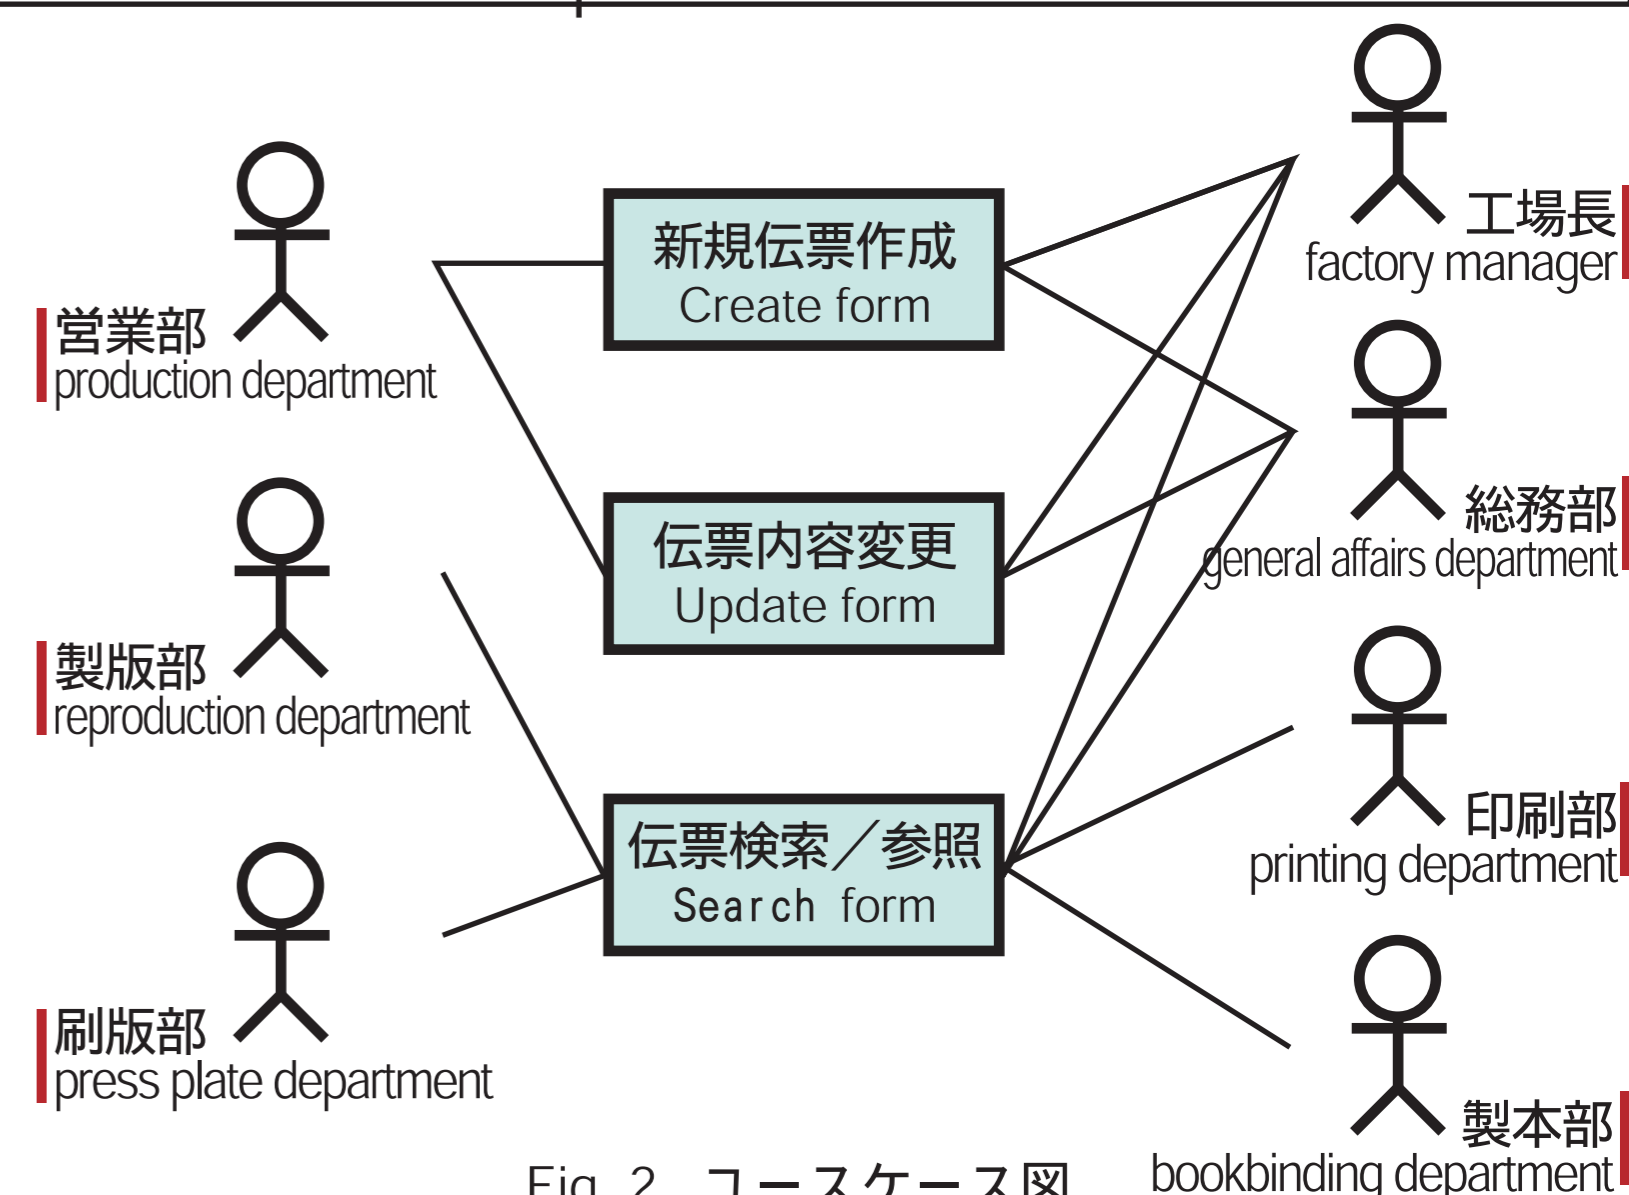 営業部
production department
製版部
reproduction department
刷版部
press plate department
新規伝票作成
Create form
伝票内容変更
Update form
伝票検索／参照
Search form
工場長
factory manager
総務部
general affairs department
印刷部
printing department
製本部
bookbinding department
Fig. 2 ユースケース図